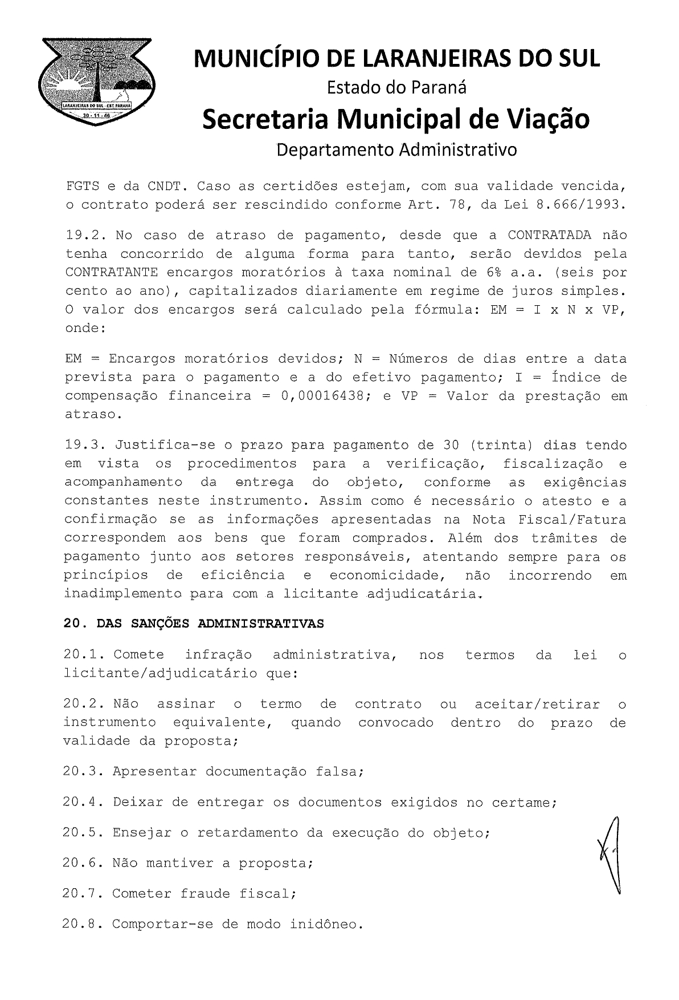 MUNICÍPIO DE LARANJEIRAS DO SUL
Estado do Paraná
Secretaria Municipal de Viação
Departamento Administrativo
LARANJEIRAS DO SUL - EST. PARANÁ
30 - 11 - 46
FGTS e da CNDT. Caso as certidões estejam, com sua validade vencida,
o contrato poderá ser rescindido conforme Art. 78, da Lei 8.666/1993.
19.2. No caso de atraso de pagamento, desde que a CONTRATADA não
tenha concorrido de alguma forma para tanto, serão devidos pela
CONTRATANTE encargos moratórios à taxa nominal de 6% a.a. (seis por
cento ao ano), capitalizados diariamente em regime de juros simples.
O valor dos encargos será calculado pela fórmula: EM = I x N x VP,
onde:
EM = Encargos moratórios devidos; N = Números de dias entre a data
prevista para o pagamento e a do efetivo pagamento; I = Índice de
compensação financeira = 0,00016438; e VP = Valor da prestação em
atraso.
19.3. Justifica-se o prazo para pagamento de 30 (trinta) dias tendo
em vista os procedimentos para a verificação, fiscalização e
acompanhamento da entrega do objeto, conforme as exigências
constantes neste instrumento. Assim como é necessário o atesto e a
confirmação se as informações apresentadas na Nota Fiscal/Fatura
correspondem aos bens que foram comprados. Além dos trâmites de
pagamento junto aos setores responsáveis, atentando sempre para os
princípios de eficiência e economicidade, não incorrendo em
inadimplemento para com a licitante adjudicatária.
20. DAS SANÇÕES ADMINISTRATIVAS
20.1. Comete infração administrativa, nos termos da lei o
licitante/adjudicatário que:
20.2. Não assinar o termo de contrato ou aceitar/retirar o
instrumento equivalente, quando convocado dentro do prazo de
validade da proposta;
20.3. Apresentar documentação falsa;
20.4. Deixar de entregar os documentos exigidos no certame;
20.5. Ensejar o retardamento da execução do objeto;
20.6. Não mantiver a proposta;
20.7. Cometer fraude fiscal;
20.8. Comportar-se de modo inidôneo.